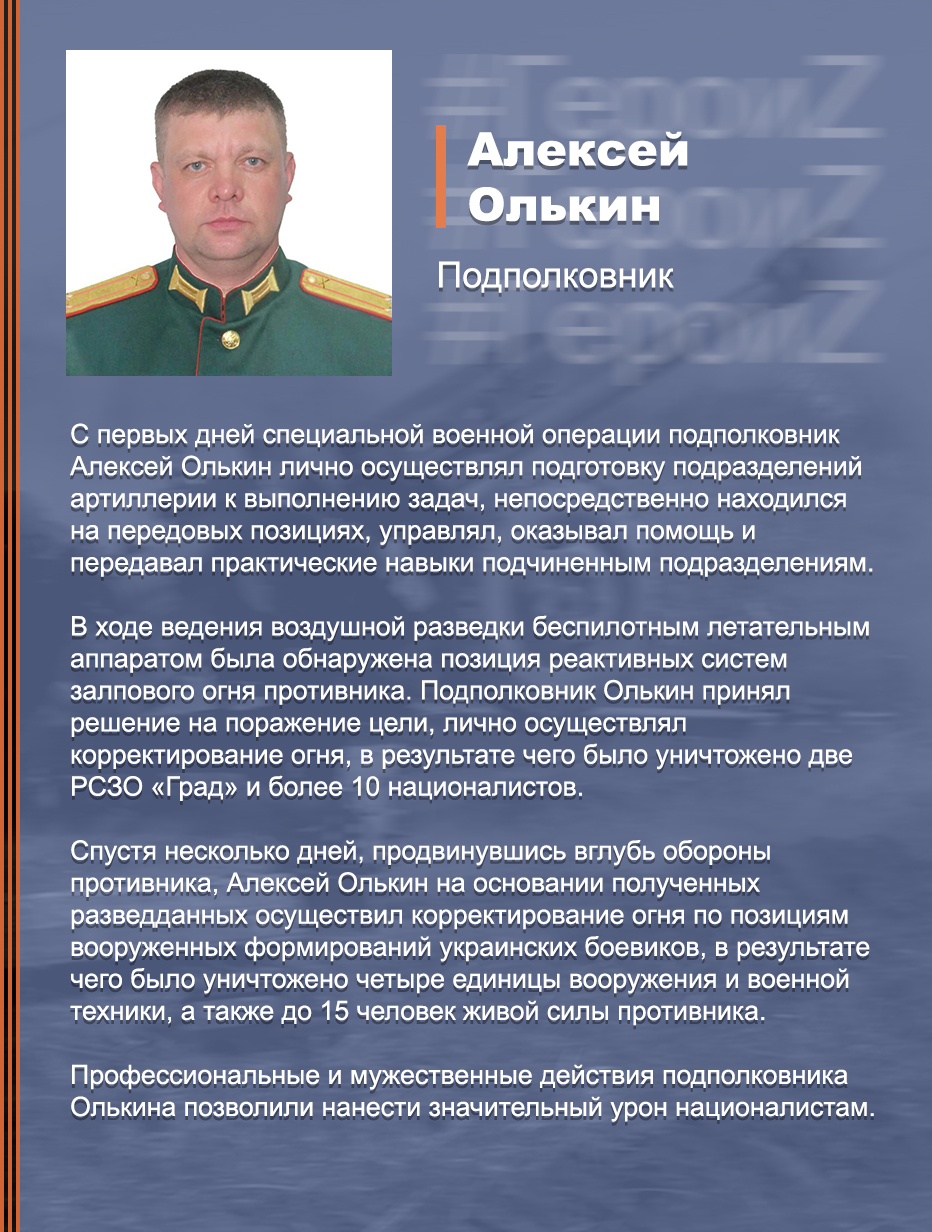 #ГероиZ
Алексей
#ГероиZ
Олькин
Подполковник
#ГероиZ
С первых дней специальной военной операции подполковник
Алексей Олькин лично осуществлял подготовку подразделений
артиллерии к выполнению задач, непосредственно находился
на передовых позициях, управлял, оказывал помощь и
передавал практические навыки подчиненным подразделениям.
В ходе ведения воздушной разведки беспилотным летательным
аппаратом была обнаружена позиция реактивных систем
залпового огня противника. Подполковник Олькин принял
решение на поражение цели, лично осуществлял
корректирование огня, в результате чего было уничтожено две
РСЗО «Град» и более 10 националистов.
Спустя несколько дней, продвинувшись вглубь обороны
противника, Алексей Олькин на основании полученных
разведданных осуществил корректирование огня по позициям
вооруженных формирований украинских боевиков, в результате
чего было уничтожено четыре единицы вооружения и военной
техники, а также до 15 человек живой силы противника.
Профессиональные и мужественные действия подполковника
Олькина позволили нанести значительный урон националистам.